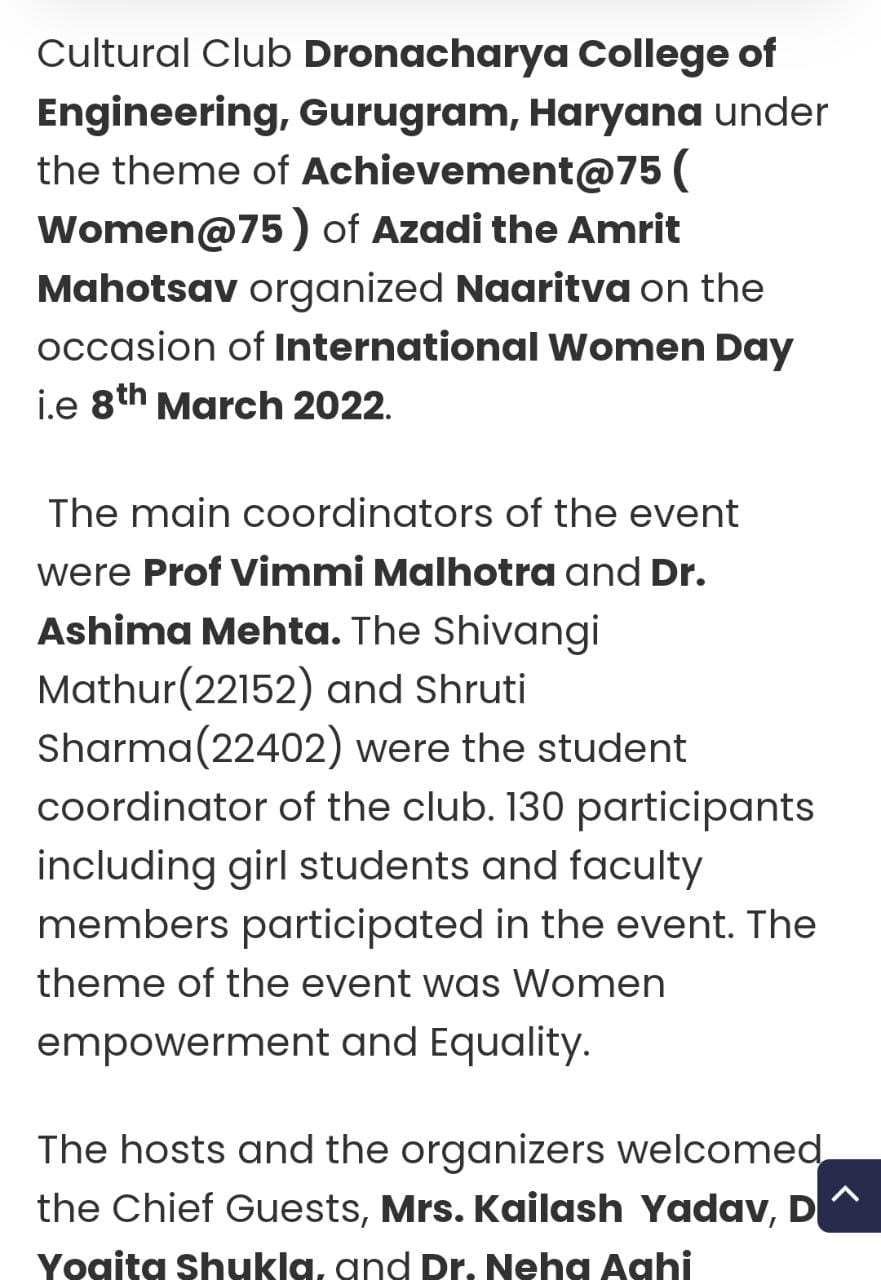 Cultural Club Dronacharya College of
Engineering, Gurugram, Haryana under
the theme of Achievement@75 (
Women@75 ) of Azadi the Amrit
Mahotsav organized Naaritva on the
occasion of International Women Day
i.e 8th March 2022.
The main coordinators of the event
were Prof Vimmi Malhotra and Dr.
Ashima Mehta. The Shivangi
Mathur(22152) and Shruti
Sharma(22402) were the student
coordinator of the club. 130 participants
including girl students and faculty
members participated in the event. The
theme of the event was Women
empowerment and Equality.
The hosts and the organizers welcomed
the Chief Guests, Mrs. Kailash Yadav, D
Yogita Shukla, and Dr. Neha Aghi